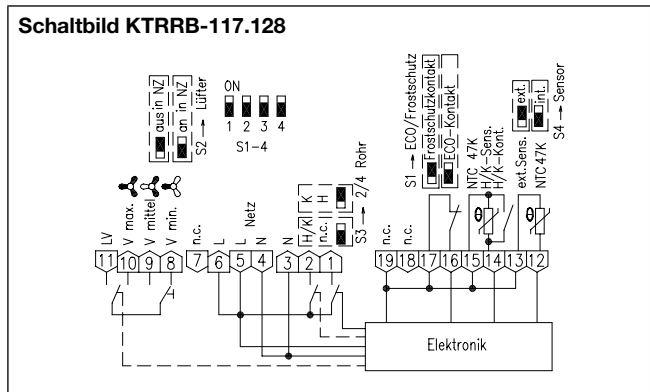 Schaltbild KTRRB-117.128
aus in NZ
an in NZ
S2 → Lüfter
ON
1 2 3 4
S1-4
H/K K
n.c. H
S3 → 2/4 Rohr
S1 → ECO/Frostschutz
Frostschutzkontakt
ECO-Kontakt
NTC 47K
H/K-Sens.
H/K-Kont.
ext.Sens.
NTC 47K
ext.
int.
S4 → Sensor
LV
V max.
V mittel
V min.
n.c.
L
L
Netz
N
N
n.c.
n.c.
θ
θ
11 10 9 8 7 6 5 4 3 2 1
19 18 17 16 15 14 13 12
Elektronik